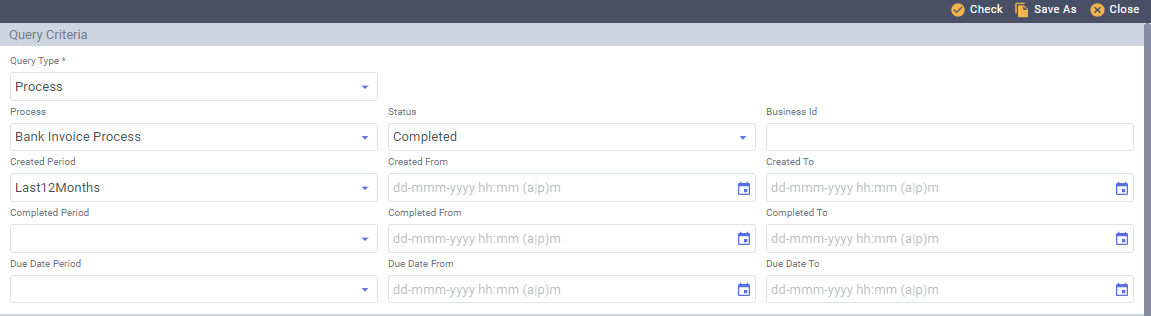 Check Save As Close
Query Criteria
Query Type *
Process
Process Status Business Id
Bank Invoice Process Completed
Created Period Created From Created To
Last12Months dd-mmm-yyyy hh:mm (a|p)m dd-mmm-yyyy hh:mm (a|p)m
Completed Period Completed From Completed To
dd-mmm-yyyy hh:mm (a|p)m dd-mmm-yyyy hh:mm (a|p)m
Due Date Period Due Date From Due Date To
dd-mmm-yyyy hh:mm (a|p)m dd-mmm-yyyy hh:mm (a|p)m